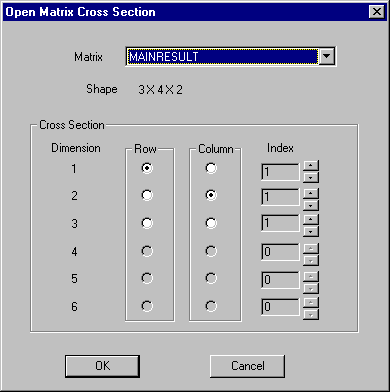 Open Matrix Cross Section
Matrix MAINRESULT
Shape 3 X 4 X 2
Cross Section
Dimension Row Column Index
1 1
2 1
3 1
4 0
5 0
6 0
OK Cancel